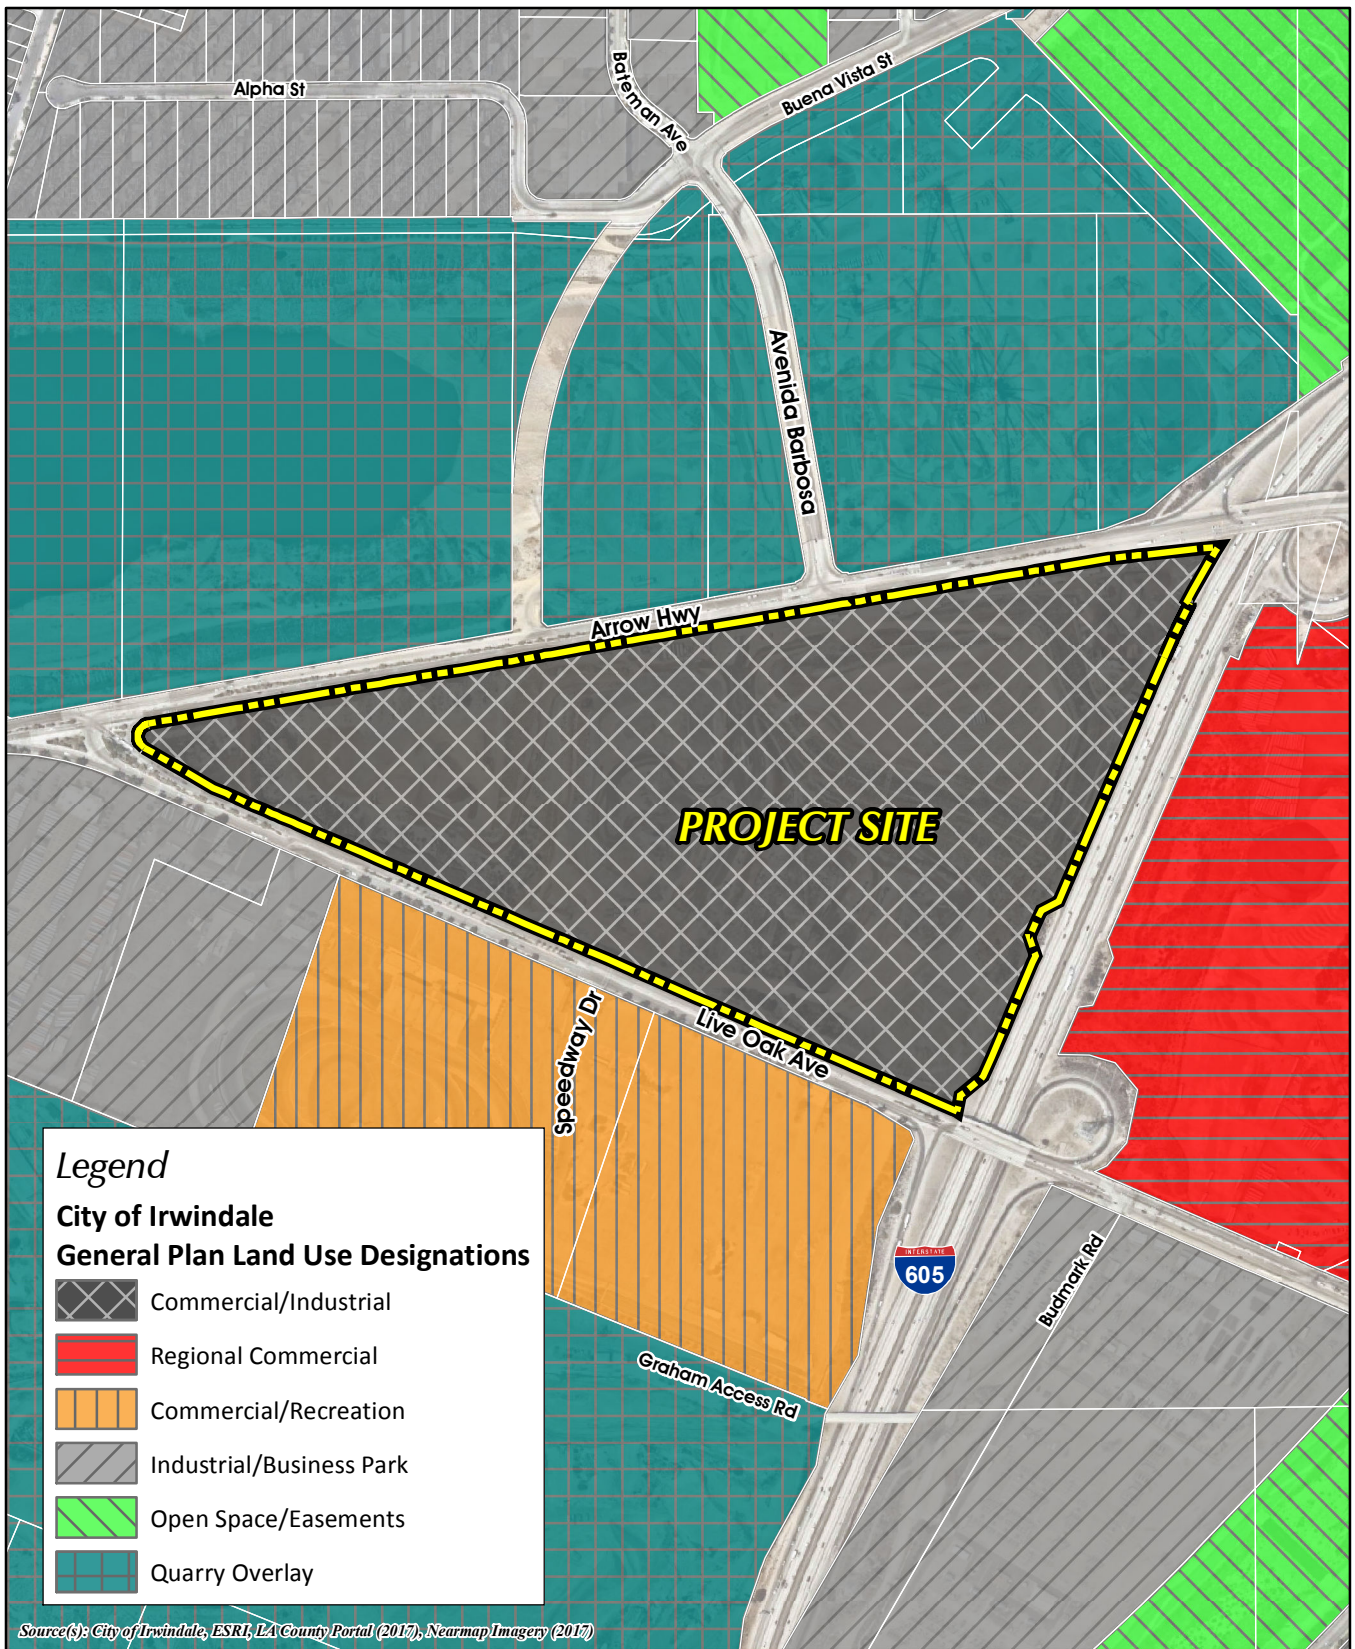 Alpha St
Bateman Ave
Buena Vista St
Avenida Barbosa
Arrow Hwy
PROJECT SITE
Live Oak Ave
Speedway Dr
INTERSTATE
605
Budmark Rd
Graham Access Rd
Legend
City of Irwindale
General Plan Land Use Designations
Commercial/Industrial
Regional Commercial
Commercial/Recreation
Industrial/Business Park
Open Space/Easements
Quarry Overlay
Source(s): City of Irwindale, ESRI, LA County Portal (2017), Nearmap Imagery (2017)